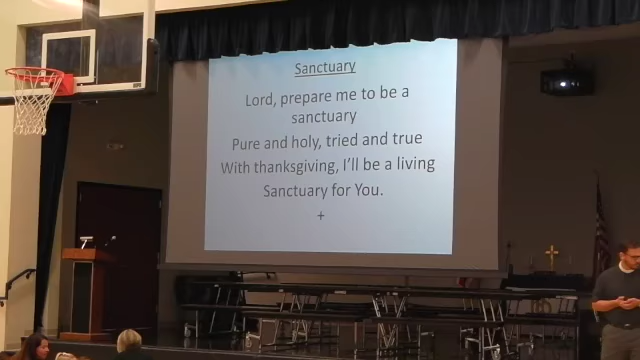 Sanctuary
Lord, prepare me to be a
sanctuary
Pure and holy, tried and true
With thanksgiving, I'll be a living
Sanctuary for You.
+